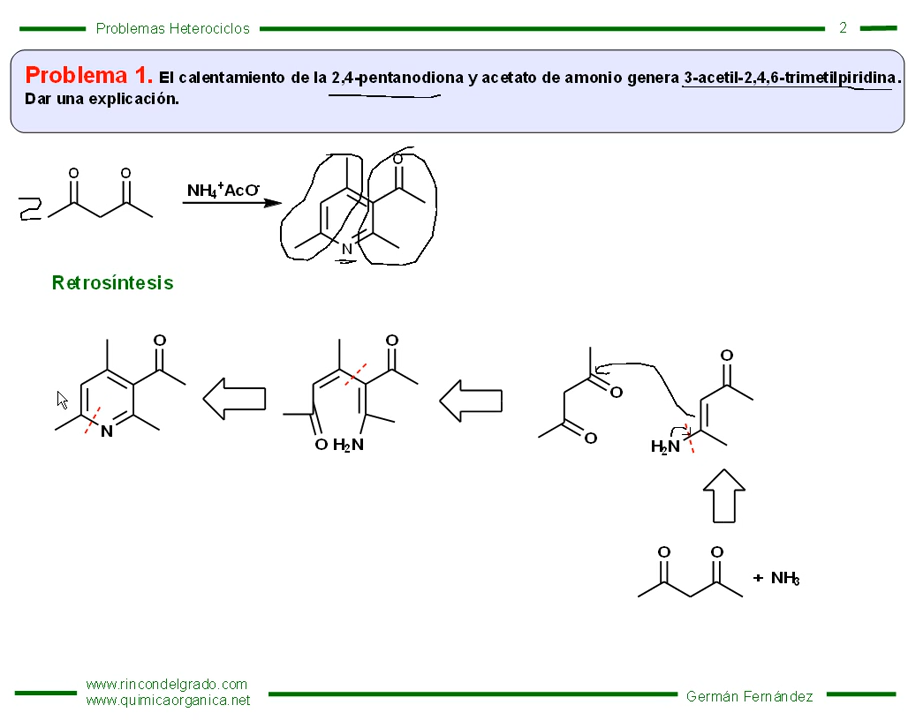 Problemas Heterociclos
2
Problema 1. El calentamiento de la 2,4-pentanodiona y acetato de amonio genera 3-acetil-2,4,6-trimetilpiridina.
Dar una explicación.
O O
O
2
NH4+AcO-
N
Retrosíntesis
O
N
O
O H2N
O
O
O
H2N
O O
+ NH3
www.rincondelgrado.com
www.quimicaorganica.net
Germán Fernández